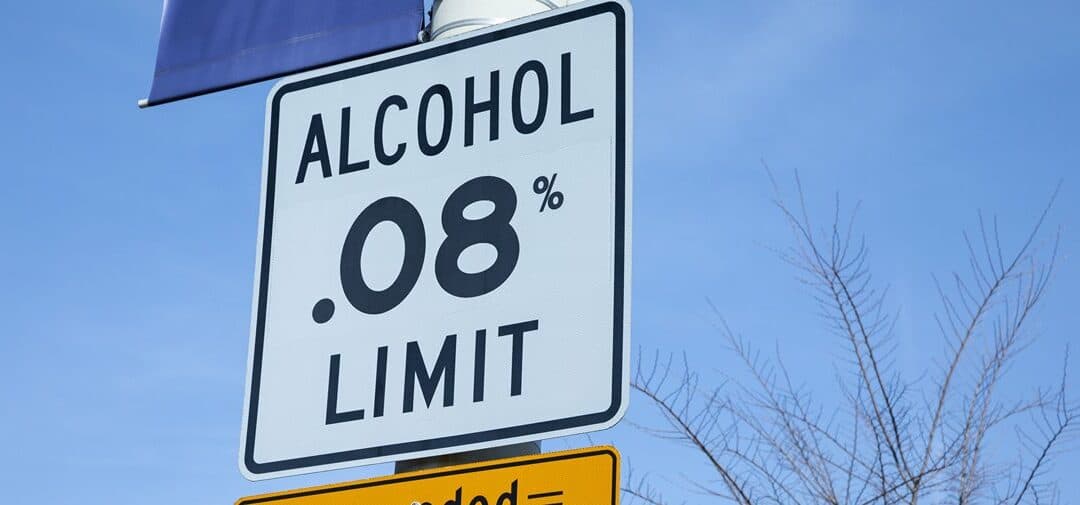 ALCOHOL
.08%
LIMIT